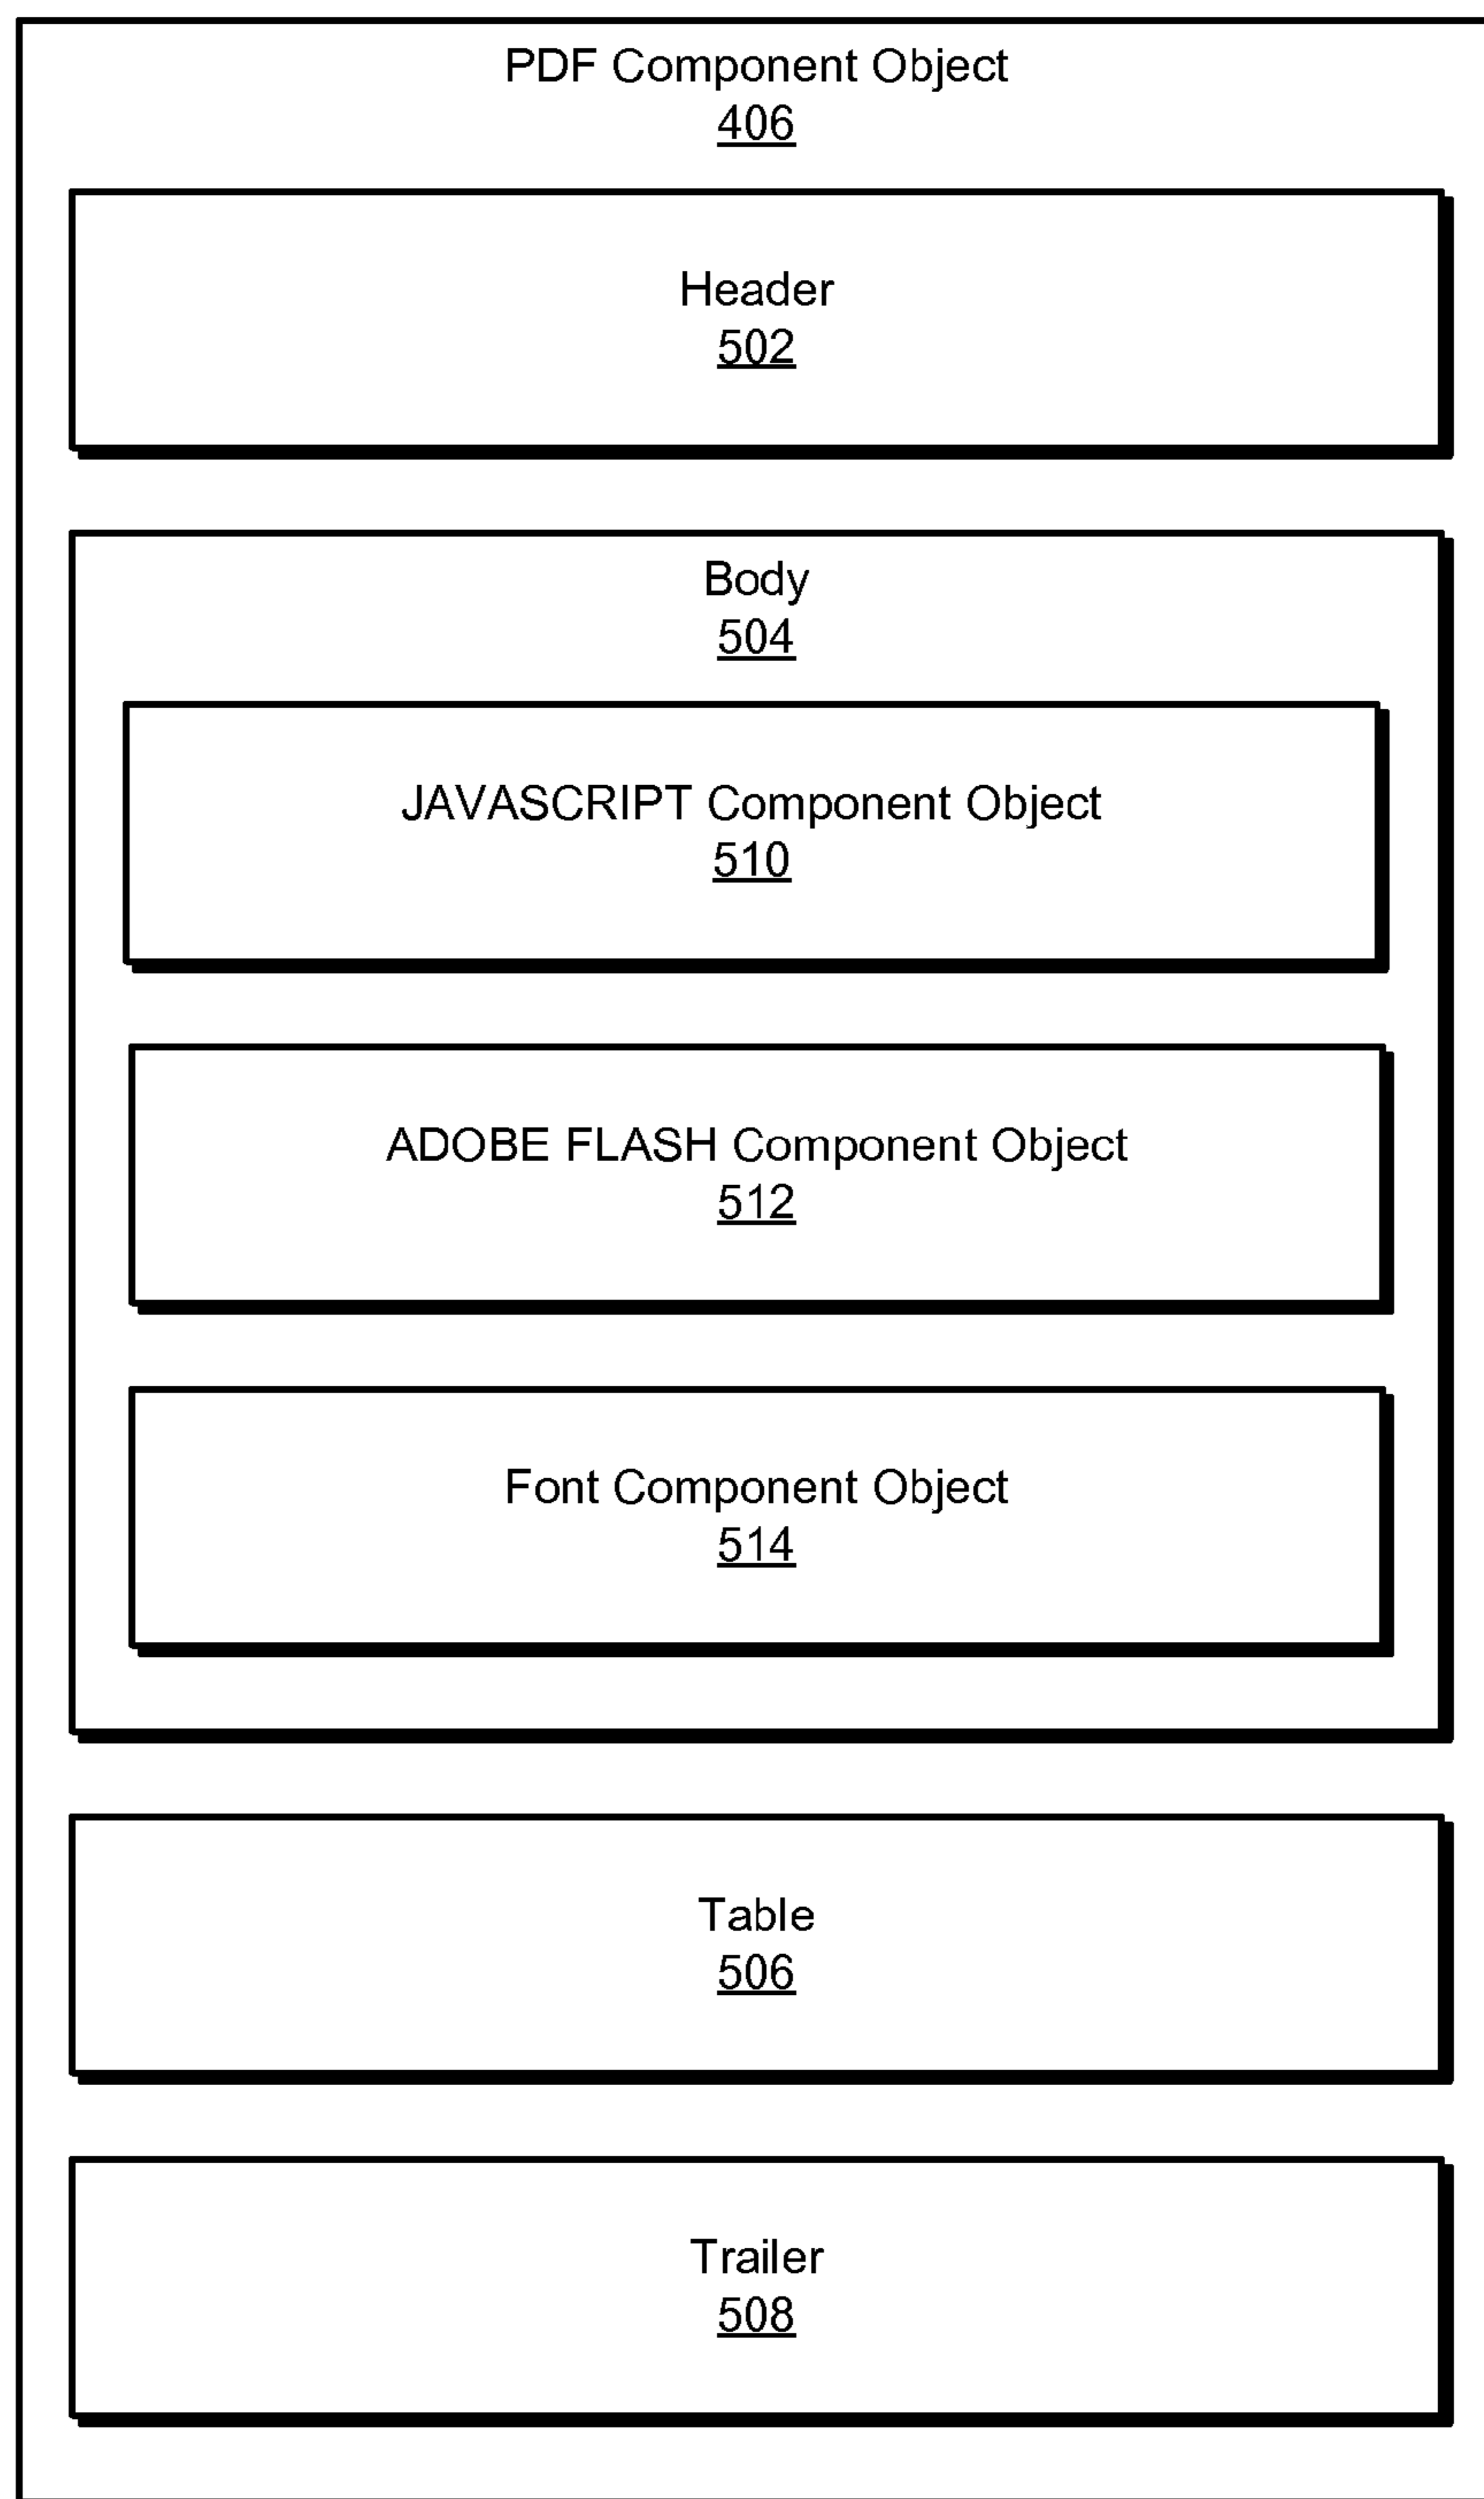 PDF Component Object
406
Header
502
Body
504
JAVASCRIPT Component Object
510
ADOBE FLASH Component Object
512
Font Component Object
514
Table
506
Trailer
508